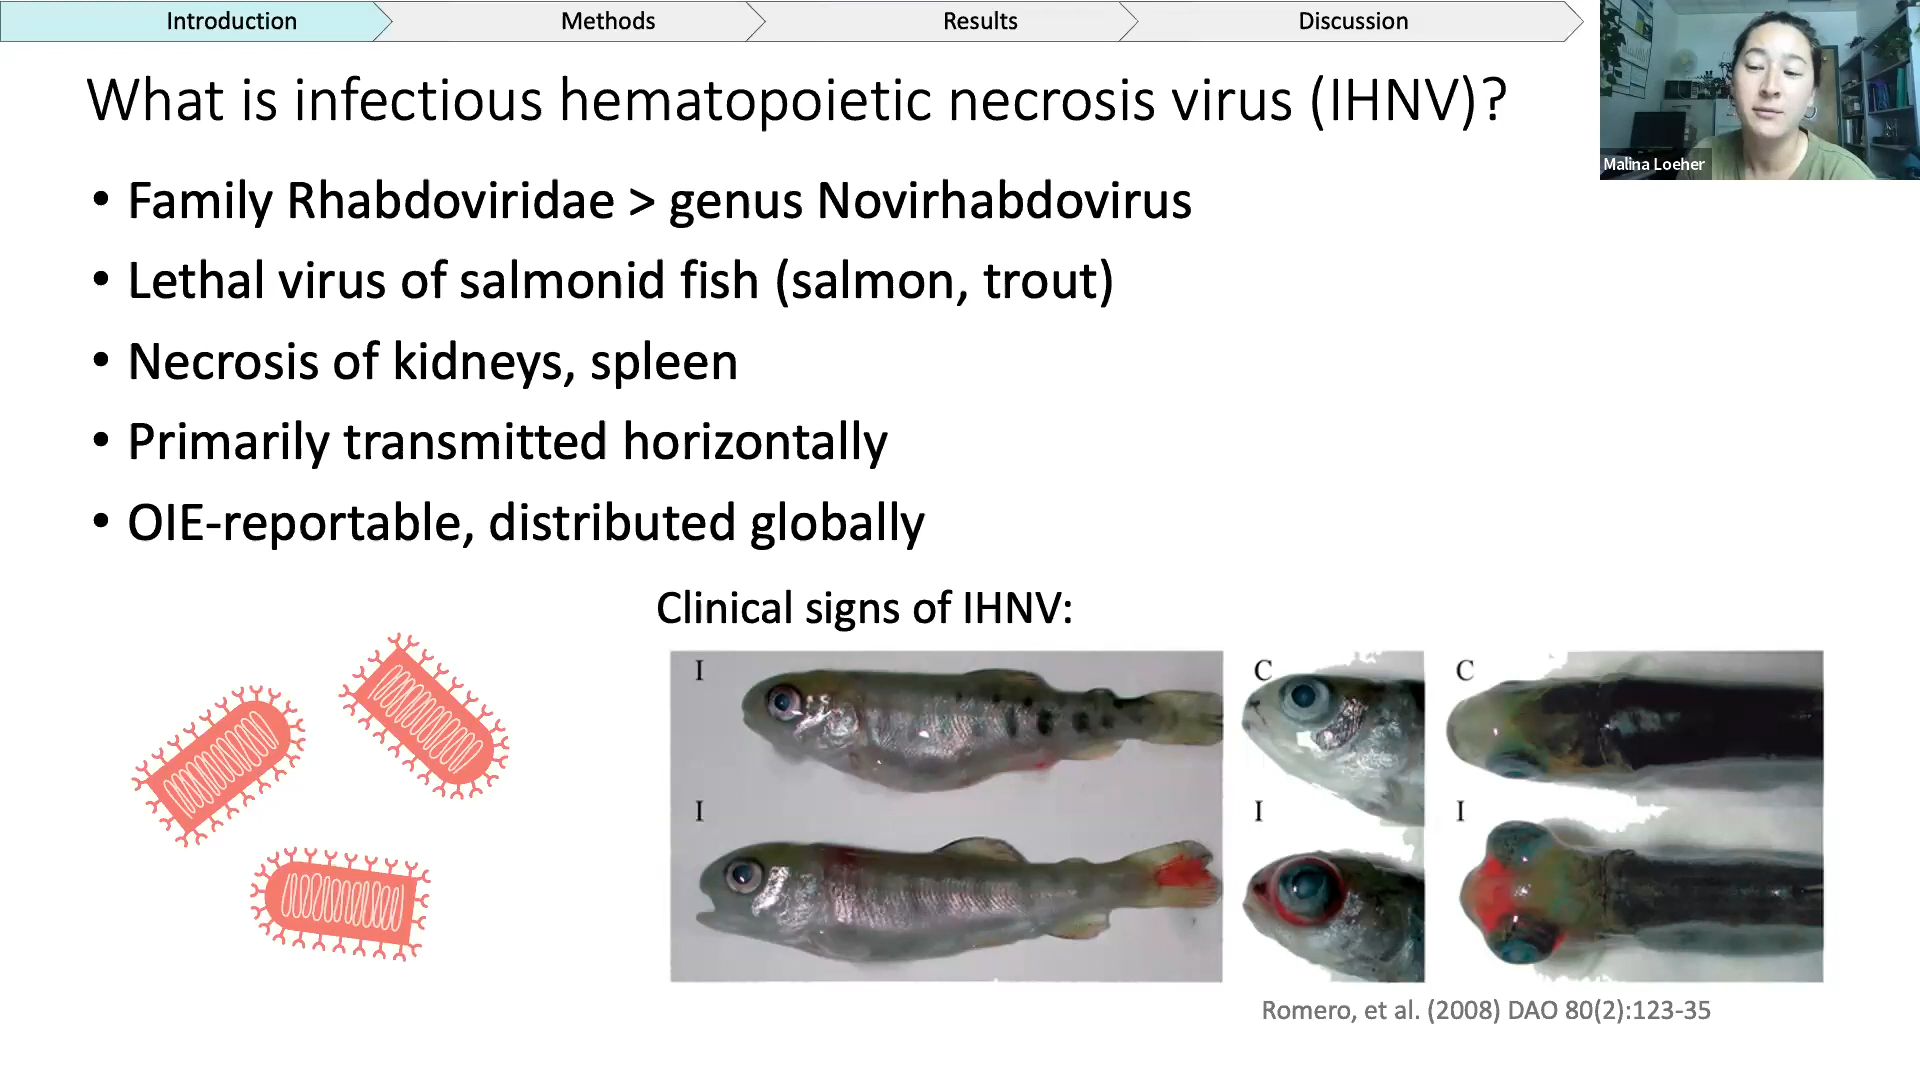 Introduction
Methods
Results
Discussion
What is infectious hematopoietic necrosis virus (IHNV)?
Malina Loeher
• Family Rhabdoviridae > genus Novirhabdovirus
• Lethal virus of salmonid fish (salmon, trout)
• Necrosis of kidneys, spleen
• Primarily transmitted horizontally
• OIE-reportable, distributed globally
Clinical signs of IHNV:
I
C
C
I
I
I
Romero, et al. (2008) DAO 80(2):123-35